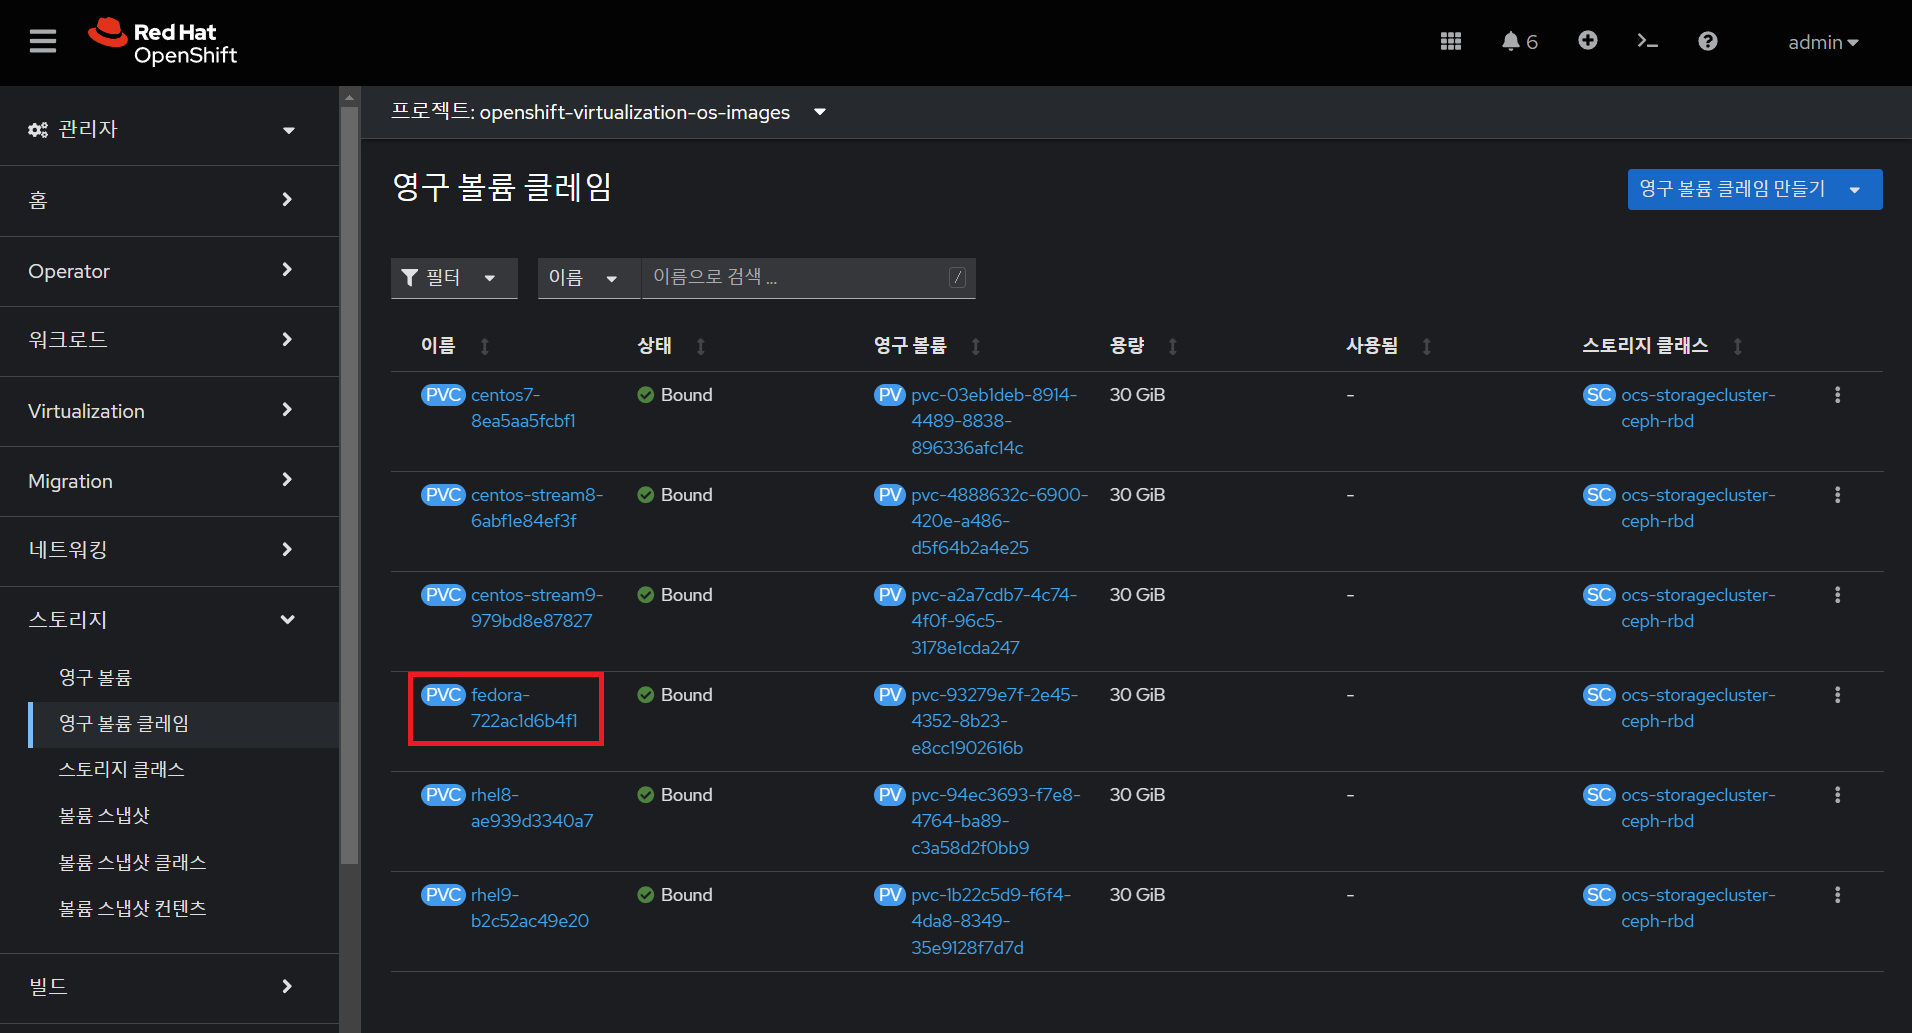 Red Hat
OpenShift
6
admin
관리자
홈
Operator
워크로드
Virtualization
Migration
네트워킹
스토리지
영구 볼륨
영구 볼륨 클레임
스토리지 클래스
볼륨 스냅샷
볼륨 스냅샷 클래스
볼륨 스냅샷 컨텐츠
빌드
프로젝트: openshift-virtualization-os-images
영구 볼륨 클레임
영구 볼륨 클레임 만들기
필터 이름 이름으로 검색 ... /
이름 상태 영구 볼륨 용량 사용됨 스토리지 클래스
PVC centos7- Bound PV pvc-03eb1deb-8914- 30 GiB - SC ocs-storagecluster-
8ea5aa5fcbf1 4489-8838- ceph-rbd
896336afc14c
PVC centos-stream8- Bound PV pvc-4888632c-6900- 30 GiB - SC ocs-storagecluster-
6abf1e84ef3f 420e-a486- ceph-rbd
d5f64b2a4e25
PVC centos-stream9- Bound PV pvc-a2a7cdb7-4c74- 30 GiB - SC ocs-storagecluster-
979bd8e87827 4f0f-96c5- ceph-rbd
3178e1cda247
PVC fedora- Bound PV pvc-93279e7f-2e45- 30 GiB - SC ocs-storagecluster-
722ac1d6b4f1 4352-8b23- ceph-rbd
e8cc1902616b
PVC rhel8- Bound PV pvc-94ec3693-f7e8- 30 GiB - SC ocs-storagecluster-
ae939d3340a7 4764-ba89- ceph-rbd
c3a58d2f0bb9
PVC rhel9- Bound PV pvc-1b22c5d9-f6f4- 30 GiB - SC ocs-storagecluster-
b2c52ac49e20 4da8-8349- ceph-rbd
35e9128f7d7d